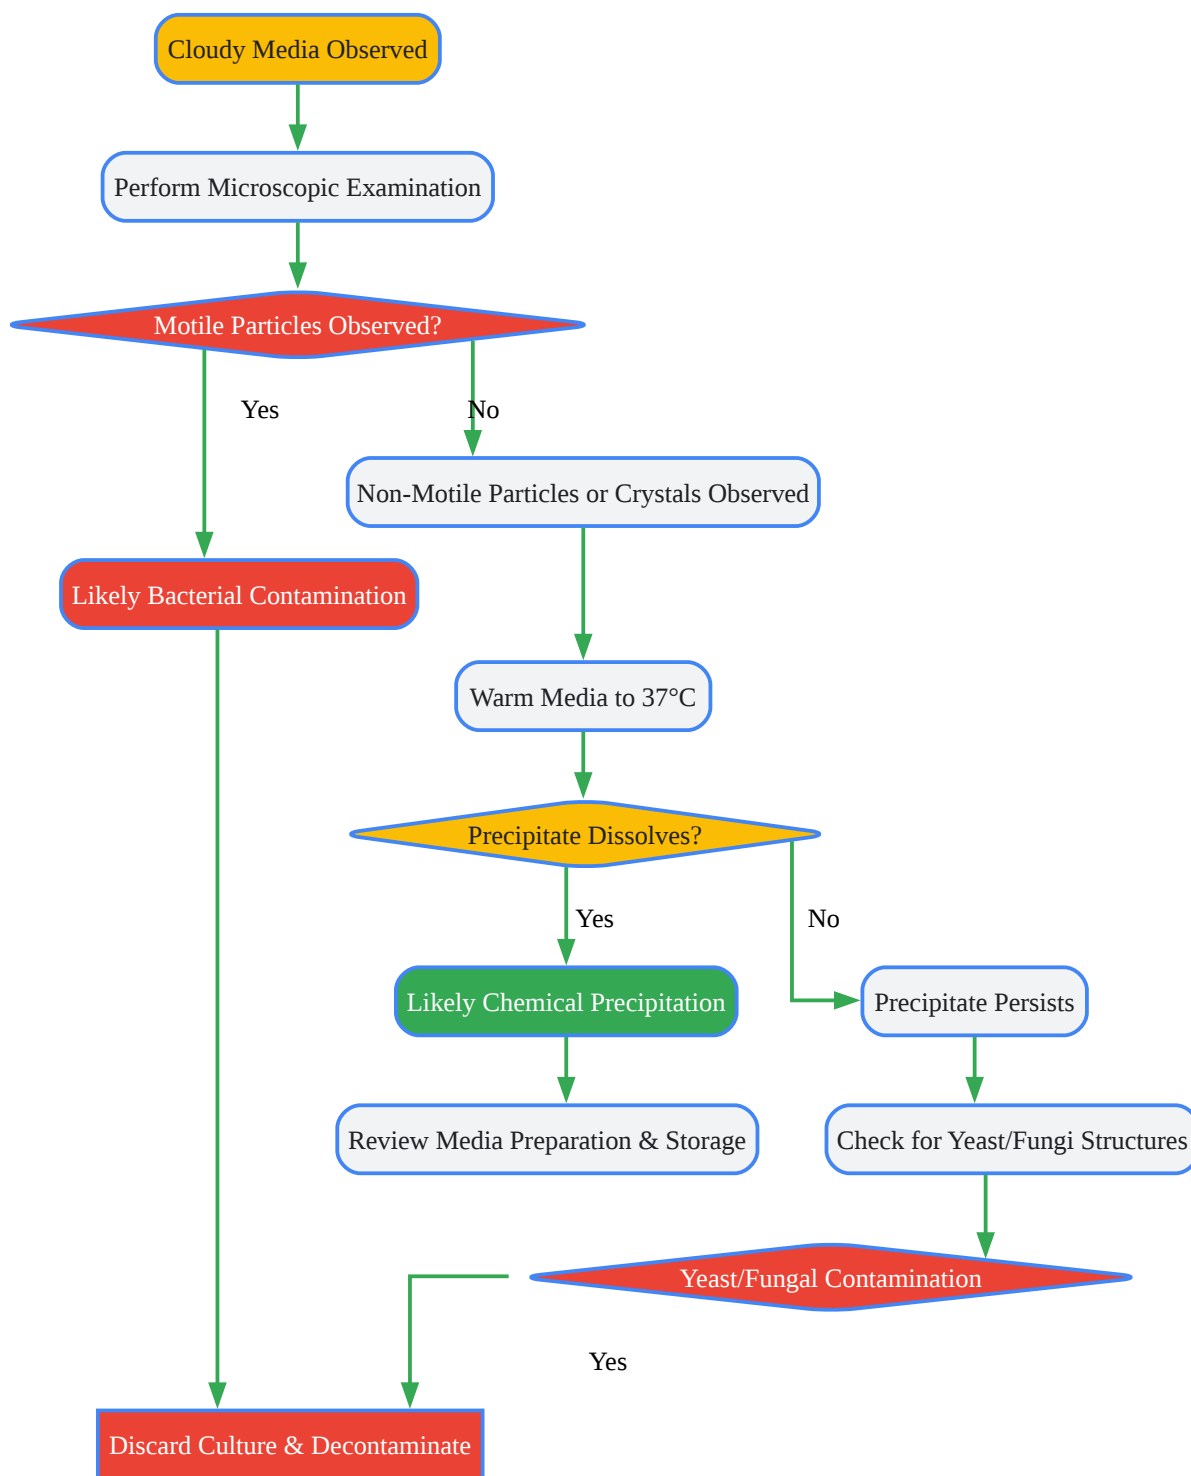 Cloudy Media Observed
Perform Microscopic Examination
Motile Particles Observed?
Yes
No
Non-Motile Particles or Crystals Observed
Likely Bacterial Contamination
Warm Media to 37°C
Precipitate Dissolves?
Yes
No
Likely Chemical Precipitation
Precipitate Persists
Review Media Preparation & Storage
Check for Yeast/Fungi Structures
Yeast/Fungal Contamination
Yes
Discard Culture & Decontaminate